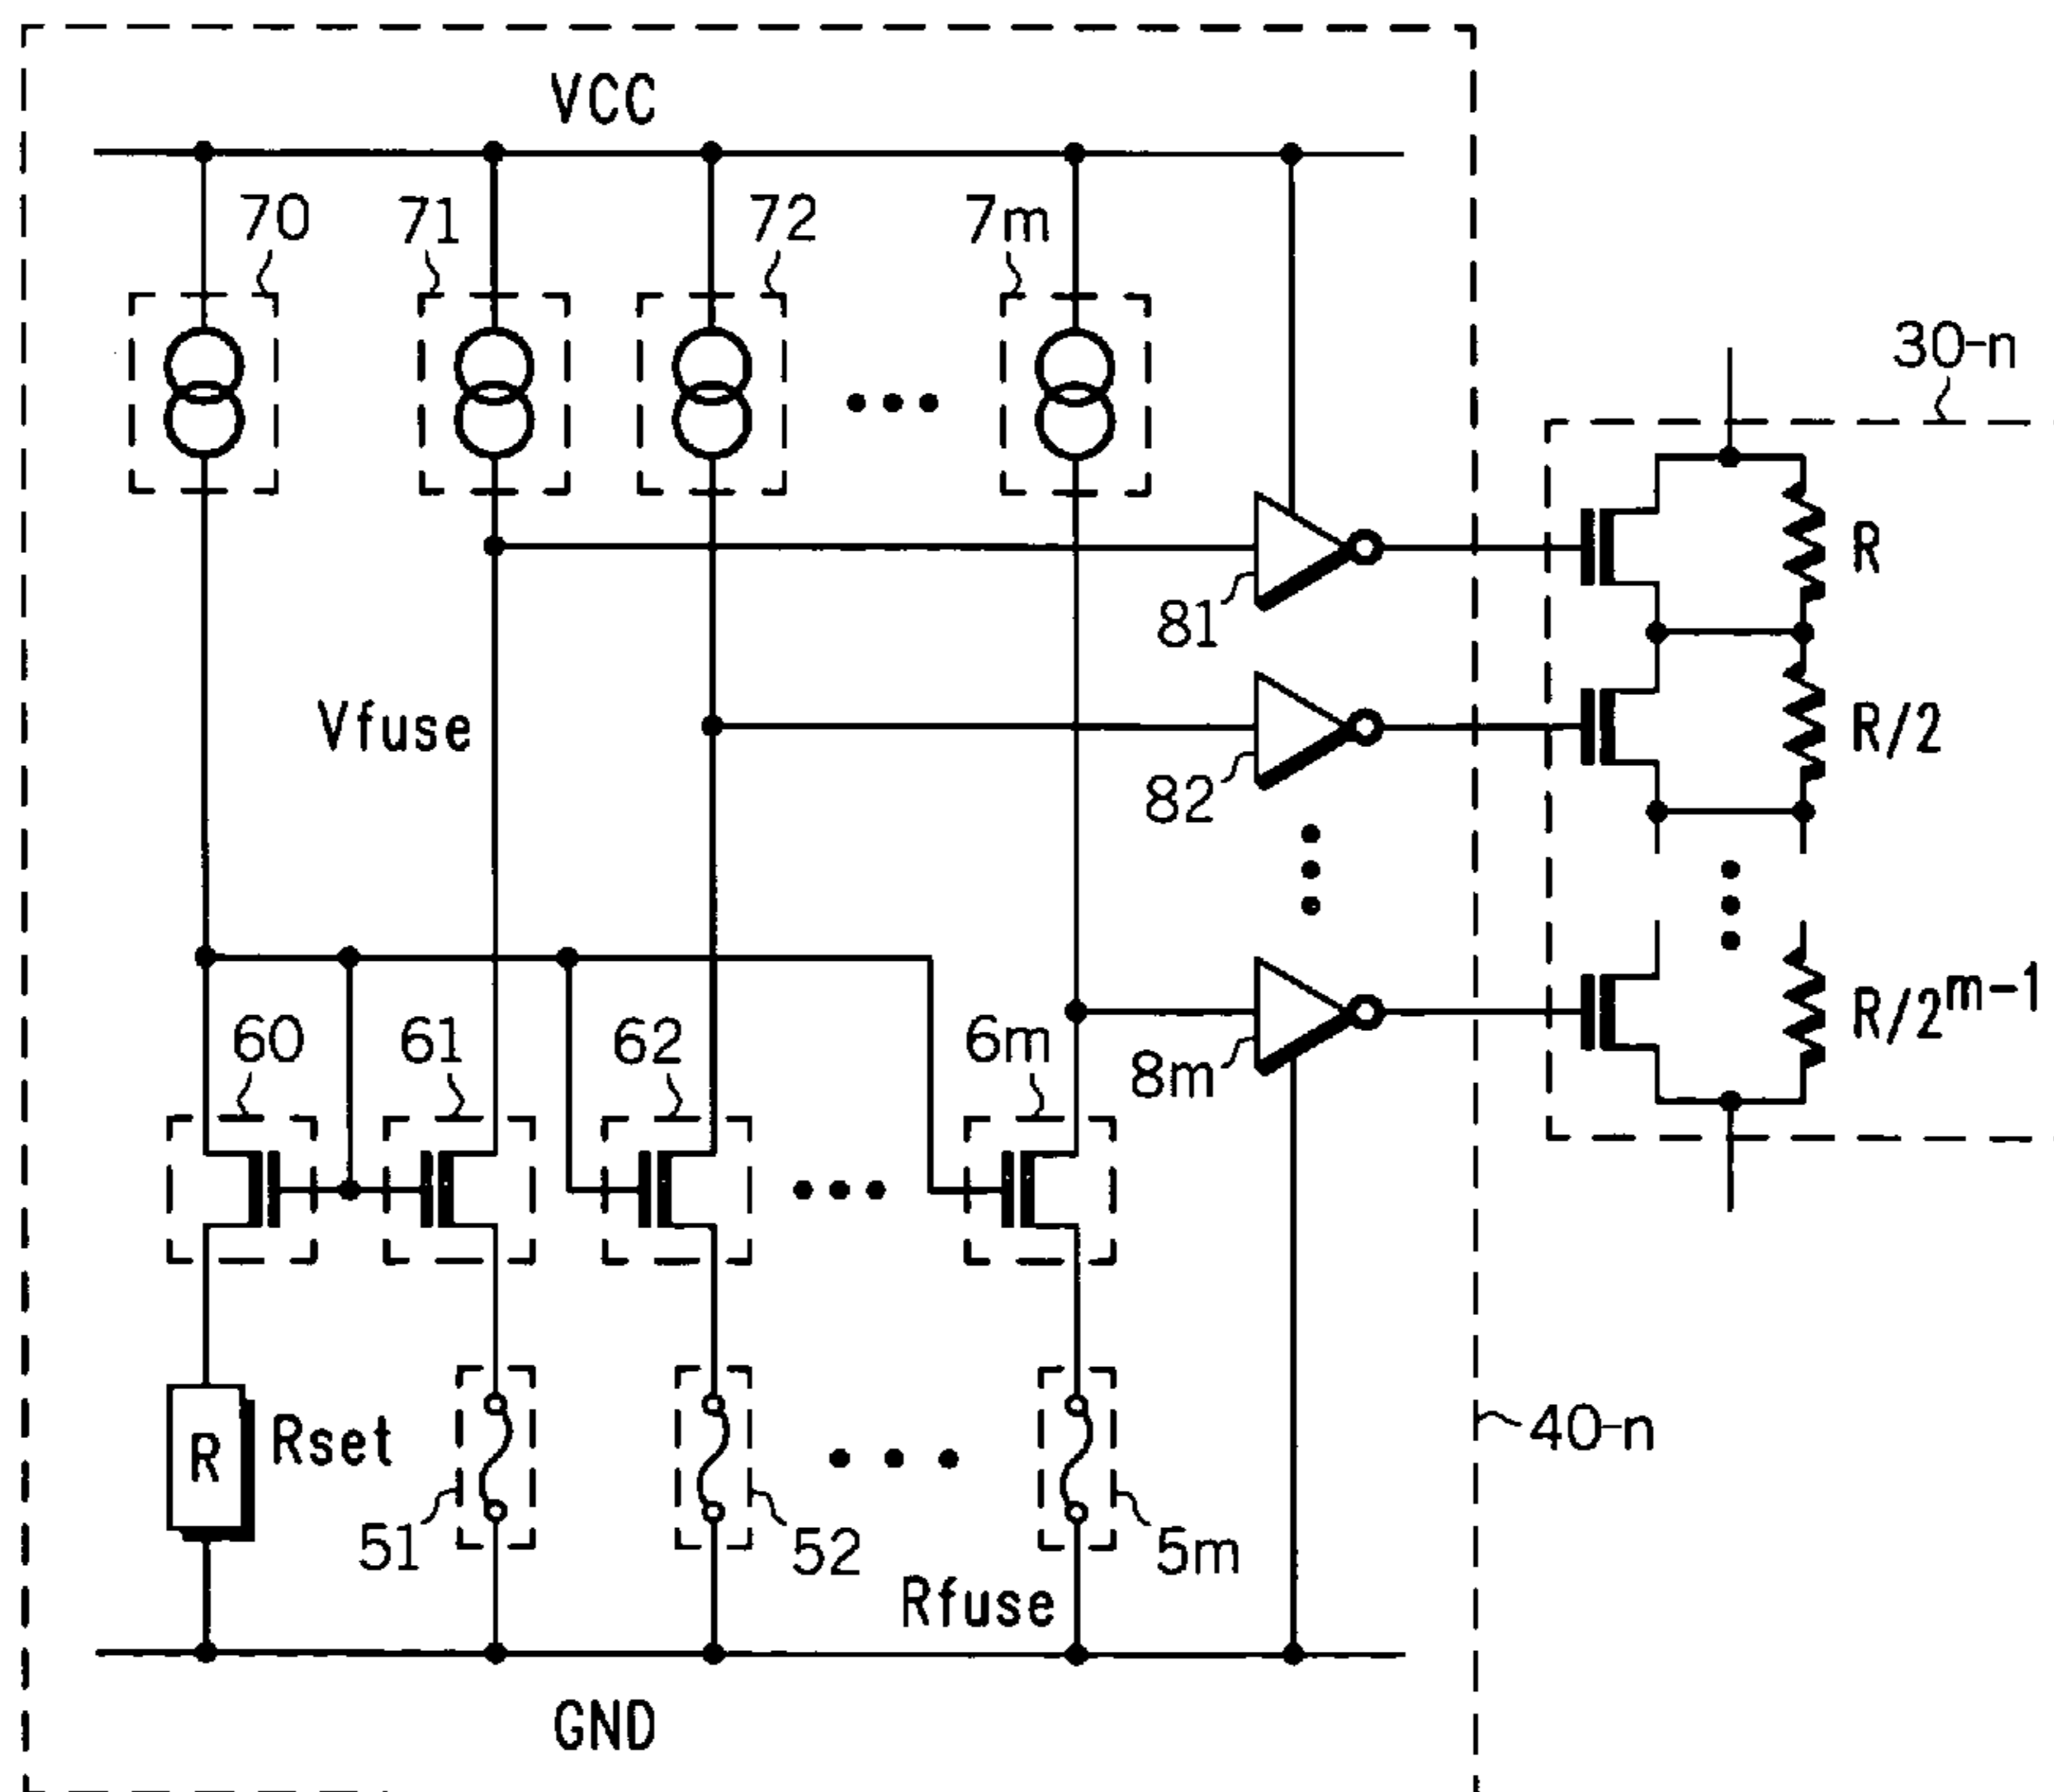 VCC
70
71
72
7m
30-n
R
81
Vfuse
R/2
82
60
61
62
6m
8m
R/2m-1
R
Rset
40-n
51
52
5m
Rfuse
GND